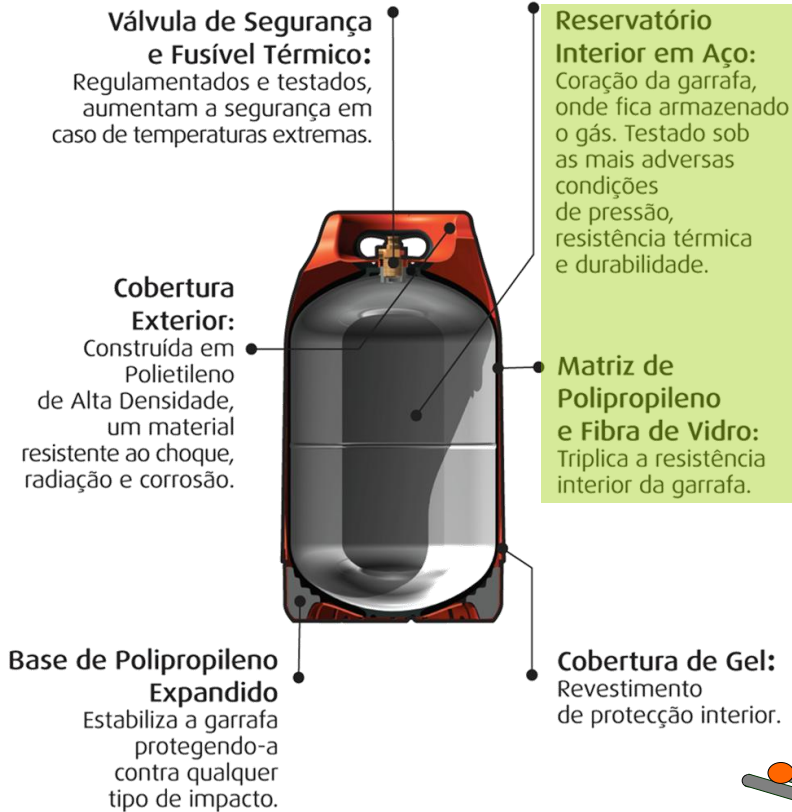 Válvula de Segurança
e Fusível Térmico:
Regulamentados e testados,
aumentam a segurança em
caso de temperaturas extremas.
Reservatório
Interior em Aço:
Coração da garrafa,
onde fica armazenado
o gás. Testado sob
as mais adversas
condições
de pressão,
resistência térmica
e durabilidade.
Cobertura
Exterior:
Construída em
Polietileno
de Alta Densidade,
um material
resistente ao choque,
radiação e corrosão.
Matriz de
Polipropileno
e Fibra de Vidro:
Triplica a resistência
interior da garrafa.
Base de Polipropileno
Expandido
Estabiliza a garrafa
protegendo-a
contra qualquer
tipo de impacto.
Cobertura de Gel:
Revestimento
de protecção interior.